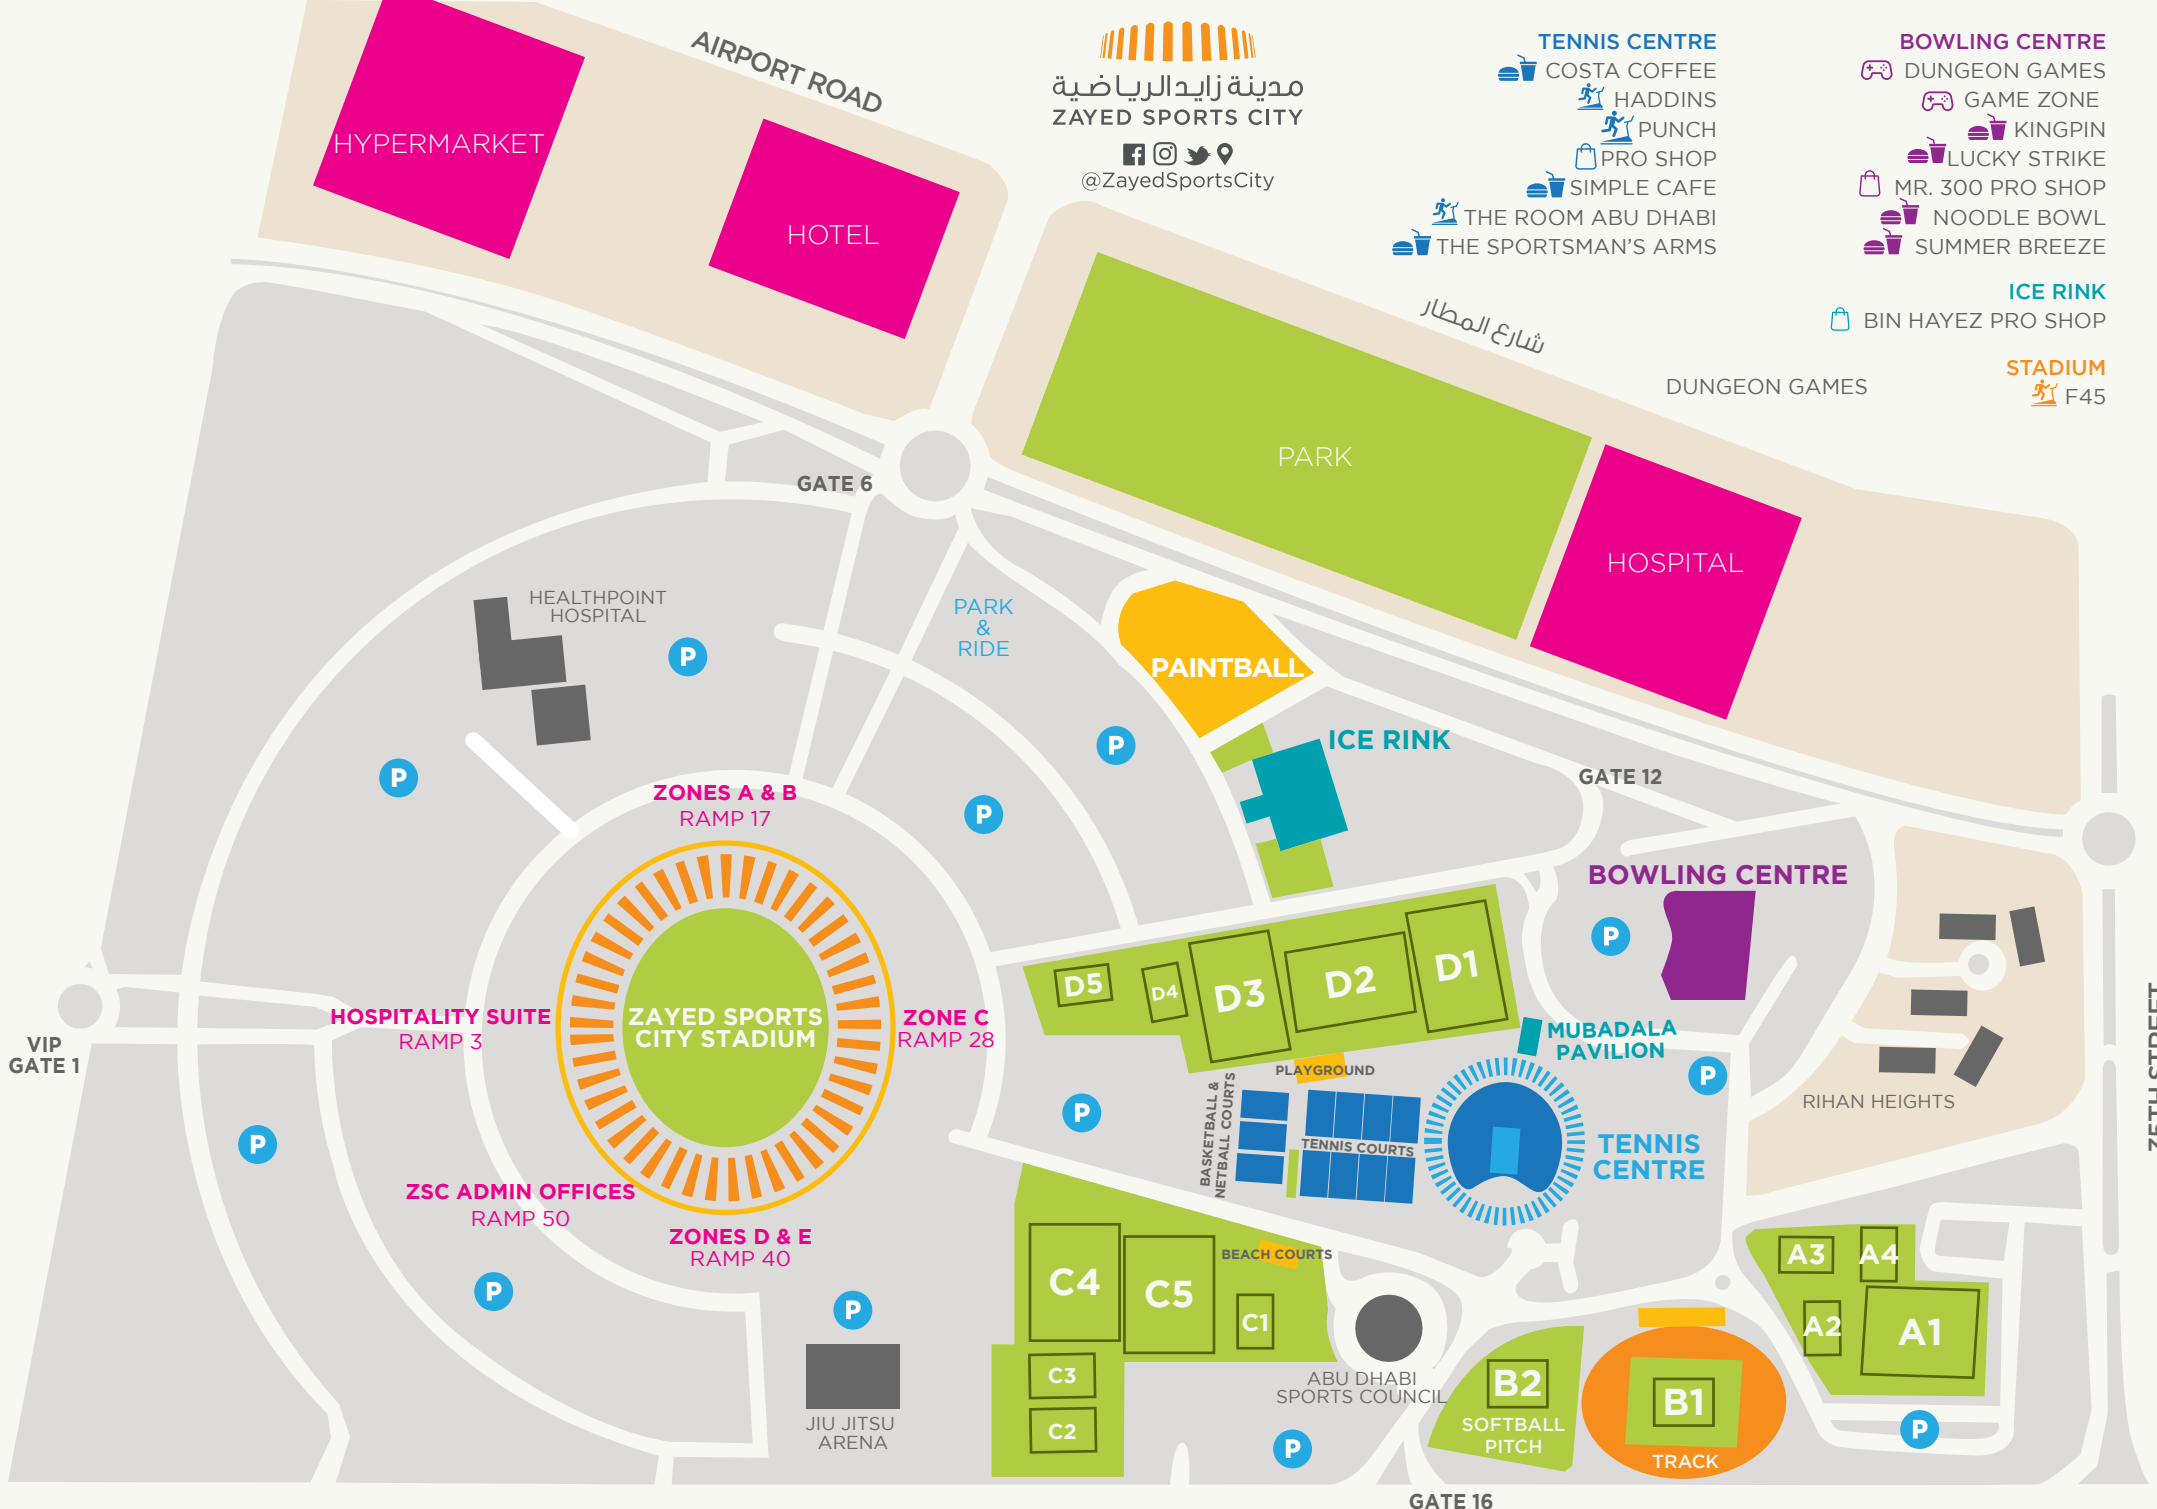 AIRPORT ROAD
HYPERMARKET
HOTEL
مدينة زايد الرياضية
ZAYED SPORTS CITY
@ZayedSportsCity
TENNIS CENTRE
COSTA COFFEE
HADDINS
PUNCH
PRO SHOP
SIMPLE CAFE
THE ROOM ABU DHABI
THE SPORTSMAN'S ARMS
BOWLING CENTRE
DUNGEON GAMES
GAME ZONE
KINGPIN
LUCKY STRIKE
MR. 300 PRO SHOP
NOODLE BOWL
SUMMER BREEZE
ICE RINK
BIN HAYEZ PRO SHOP
STADIUM
F45
DUNGEON GAMES
شارع المطار
PARK
HOSPITAL
GATE 6
HEALTHPOINT
HOSPITAL
P
PARK
&
RIDE
PAINTBALL
P
ICE RINK
P
GATE 12
ZONES A & B
RAMP 17
P
BOWLING CENTRE
P
D5
D4
D3
D2
D1
HOSPITALITY SUITE
RAMP 3
ZAYED SPORTS
CITY STADIUM
ZONE C
RAMP 28
VIP
GATE 1
MUBADALA
PAVILION
PLAYGROUND
P
RIHAN HEIGHTS
ZETH STREET
P
P
BASKETBALL &
NETBALL COURTS
TENNIS COURTS
TENNIS
CENTRE
ZSC ADMIN OFFICES
RAMP 50
ZONES D & E
RAMP 40
P
P
BEACH COURTS
C4
C5
C1
C3
C2
A3
A4
A2
A1
JIU JITSU
ARENA
ABU DHABI
SPORTS COUNCIL
B2
SOFTBALL
PITCH
B1
TRACK
P
P
GATE 16